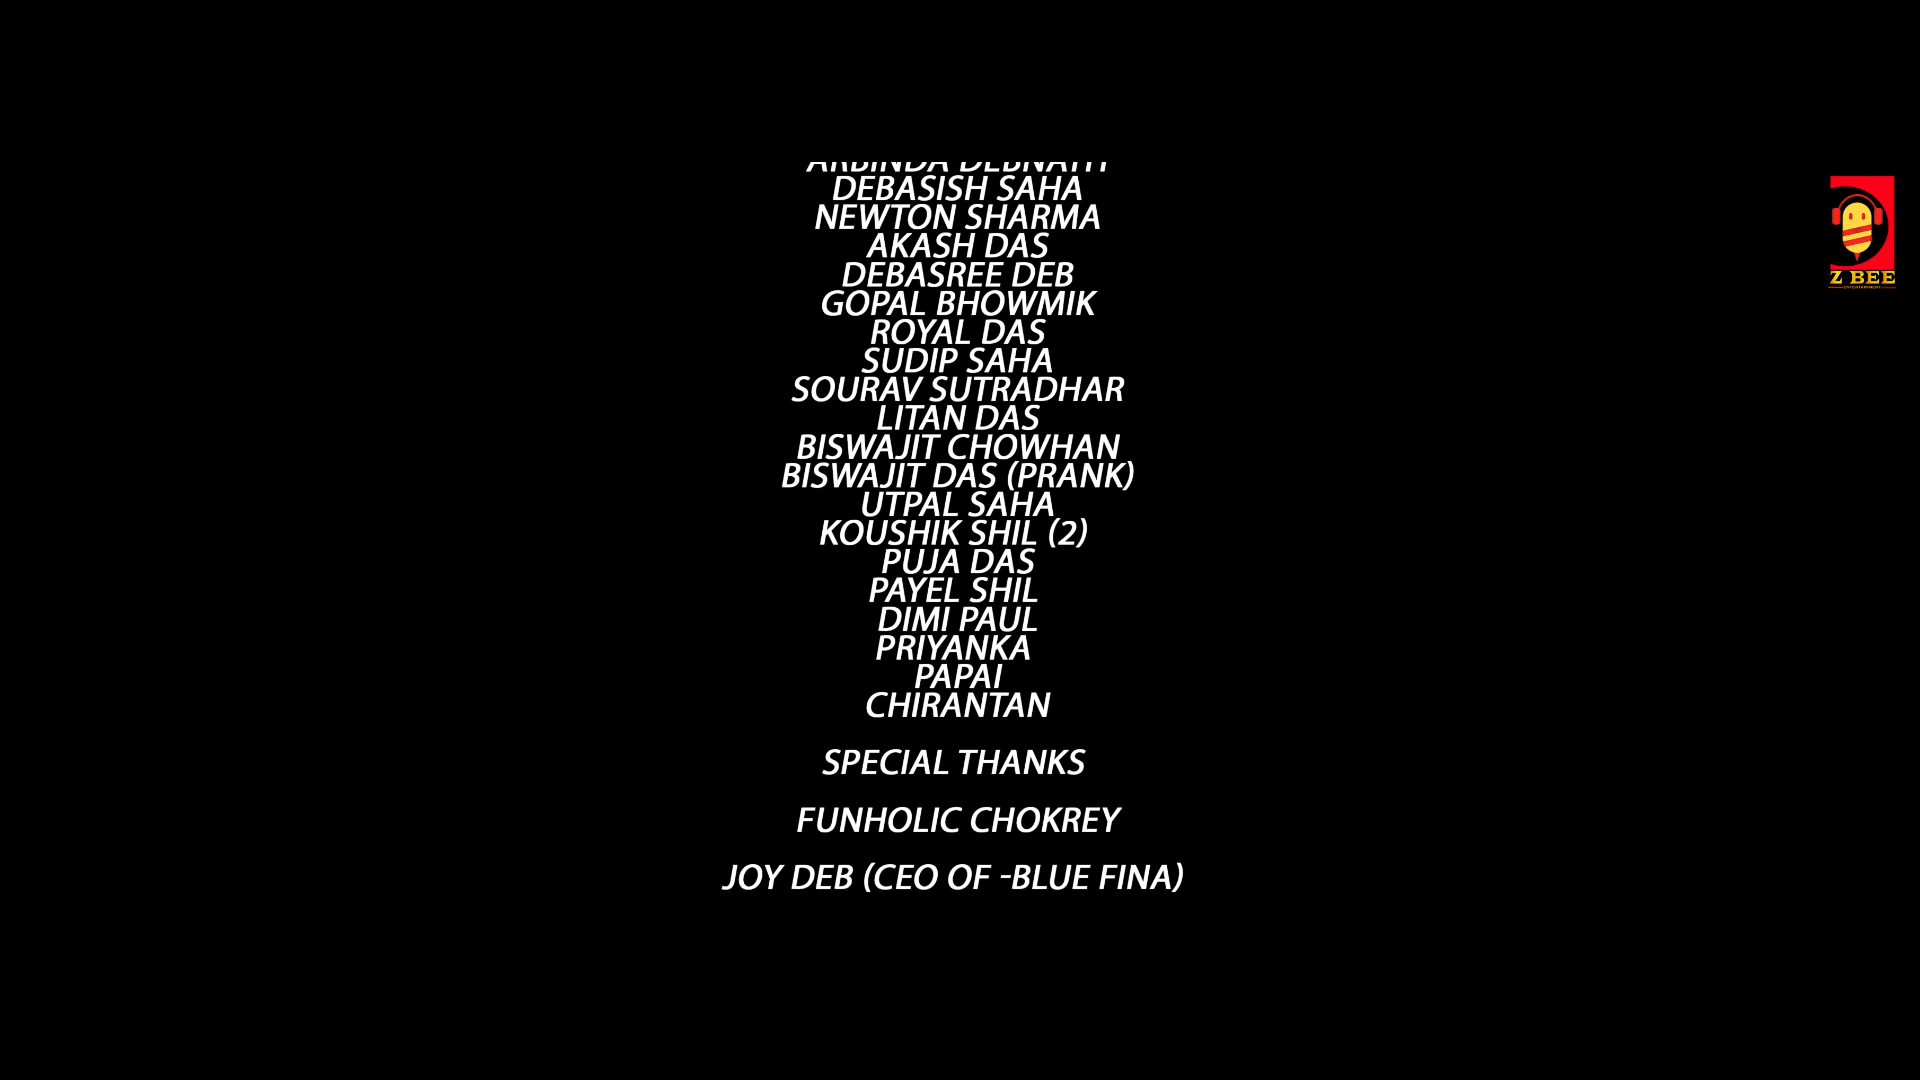 DEBASISH SAHA
NEWTON SHARMA
AKASH DAS
DEBASREE DEB
GOPAL BHOWMIK
ROYAL DAS
SUDIP SAHA
SOURAV SUTRADHAR
LITAN DAS
BISWAJIT CHOWHAN
BISWAJIT DAS (PRANK)
UTPAL SAHA
KOUSHIK SHIL (2)
PUJA DAS
PAYEL SHIL
DIMI PAUL
PRIYANKA
PAPAI
CHIRANTAN
SPECIAL THANKS
FUNHOLIC CHOKREY
JOY DEB (CEO OF -BLUE FINA)
Z BEE
ENTERTAINMENT